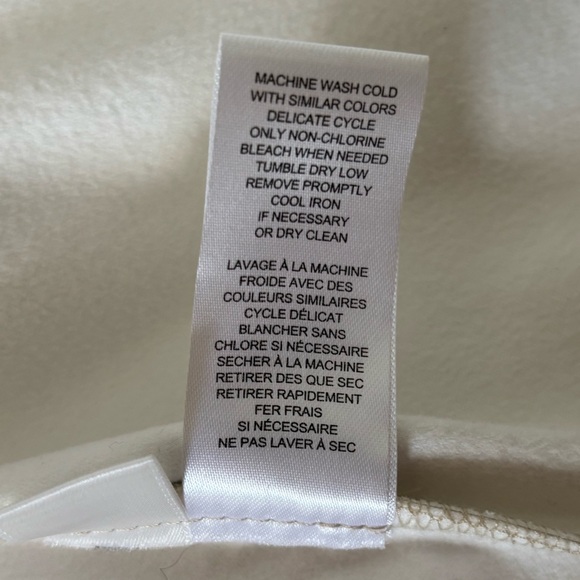 MACHINE WASH COLD
WITH SIMILAR COLORS
DELICATE CYCLE
ONLY NON-CHLORINE
BLEACH WHEN NEEDED
TUMBLE DRY LOW
REMOVE PROMPTLY
COOL IRON
IF NECESSARY
OR DRY CLEAN
LAVAGE À LA MACHINE
FROIDE AVEC DES
COULEURS SIMILAIRES
CYCLE DÉLICAT
BLANCHER SANS
CHLORE SI NÉCESSAIRE
SECHER À LA MACHINE
RETIRER DES QUE SEC
RETIRER RAPIDEMENT
FER FRAIS
SI NÉCESSAIRE
NE PAS LAVER À SEC